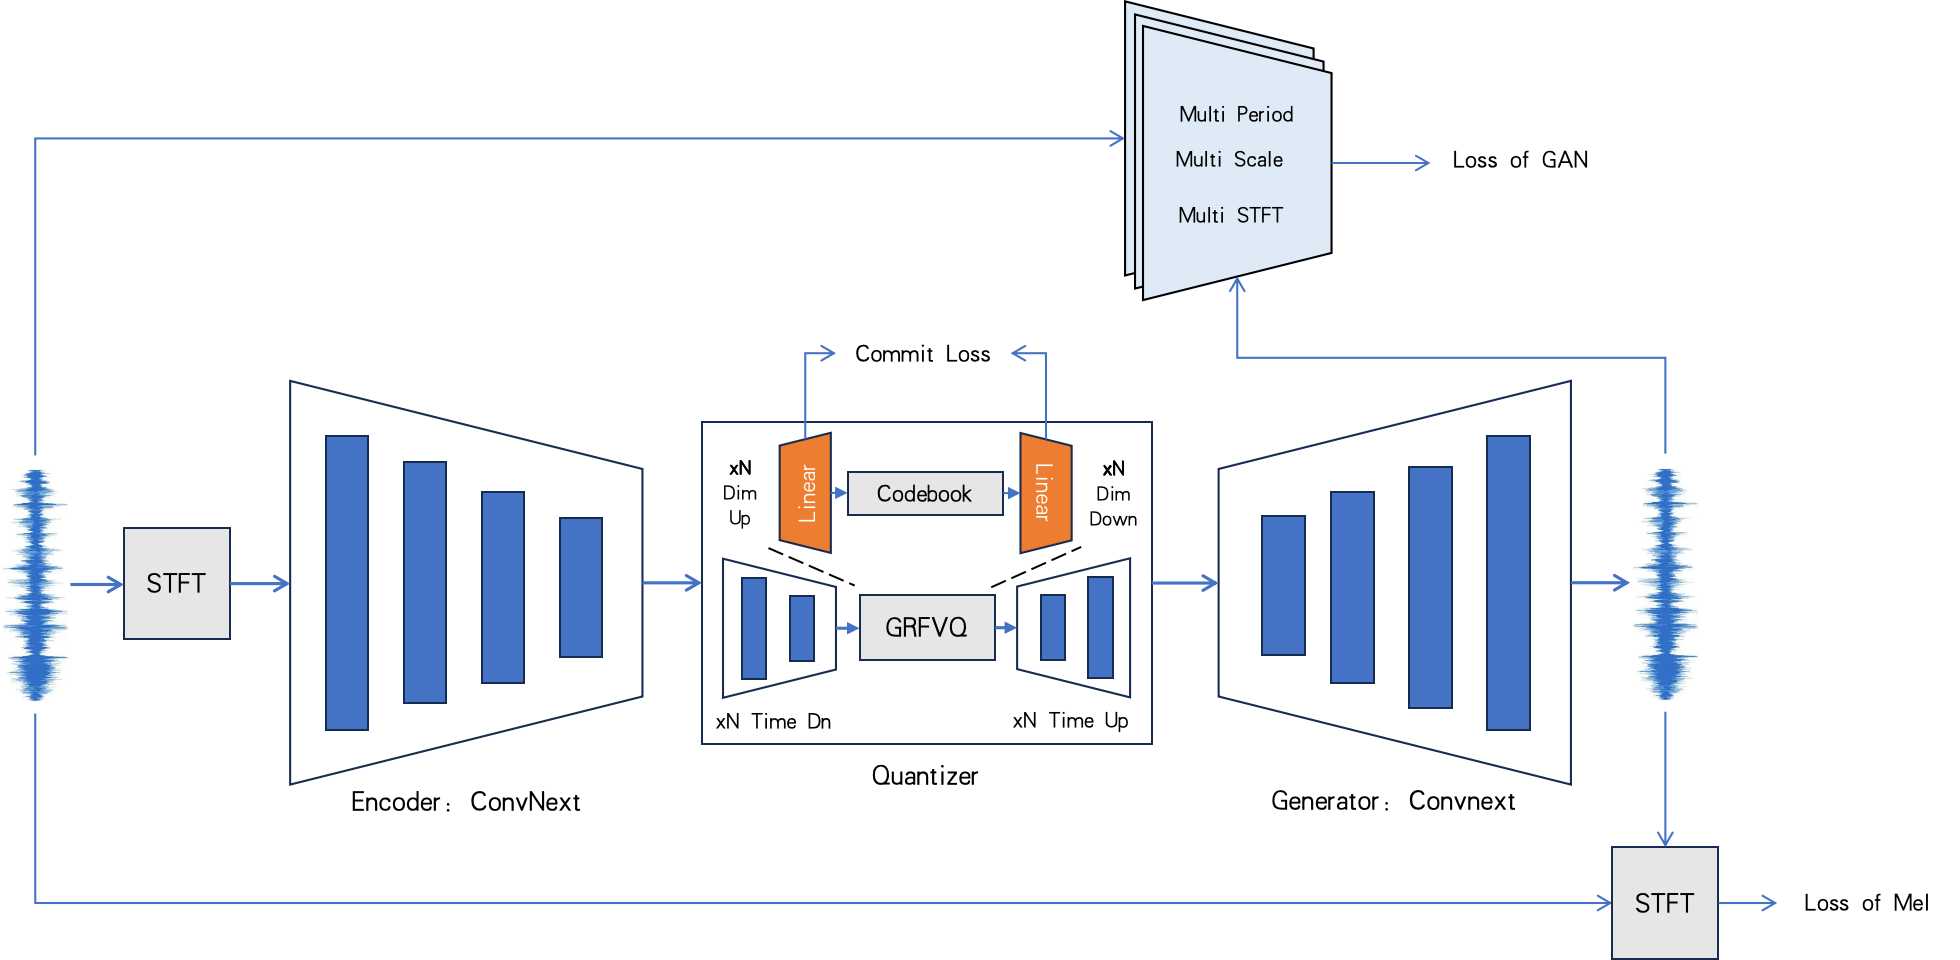 Multi Period
Multi Scale
Multi STFT
Loss of GAN
Commit Loss
xN
Dim
Up
Linear
Codebook
Linear
xN
Dim
Down
STFT
GRFVQ
xN Time Dn
xN Time Up
Quantizer
Encoder: ConvNext
Generator: Convnext
STFT
Loss of Mel